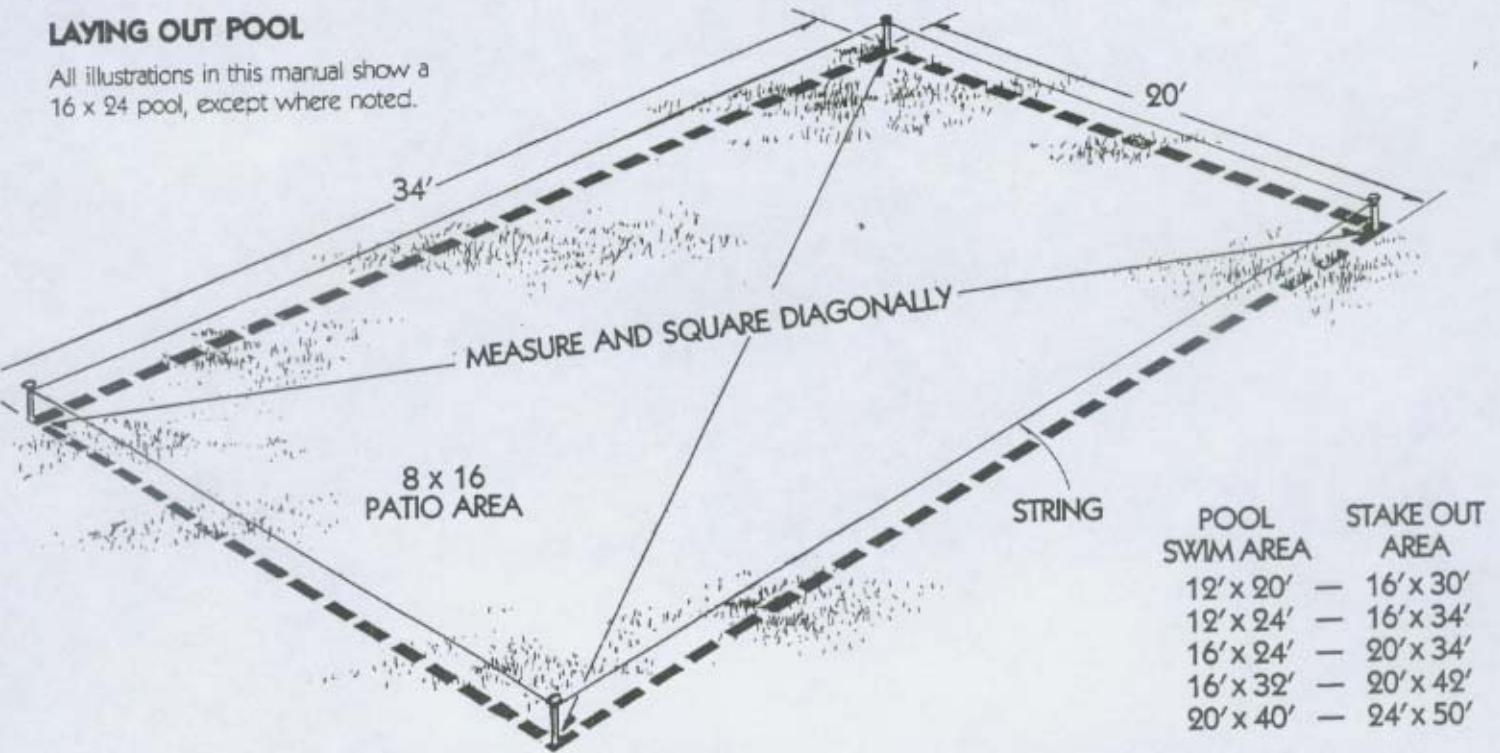 LAYING OUT POOL
All illustrations in this manual show a
16 x 24 pool, except where noted.
20'
34'
MEASURE AND SQUARE DIAGONALLY
8 x 16
PATIO AREA
STRING
POOL
SWIM AREA
STAKE OUT
AREA
12' x 20' — 16' x 30'
12' x 24' — 16' x 34'
16' x 24' — 20' x 34'
16' x 32' — 20' x 42'
20' x 40' — 24' x 50'